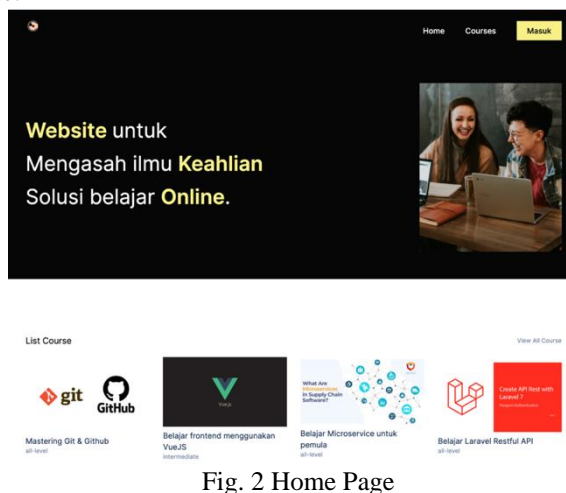 Home Courses Masuk
Website untuk
Mengasah ilmu Keahlian
Solusi belajar Online.
List Course
View All Course
git
GitHub
Vue.js
What Are
Microservices
in Supply Chain
Software?
Create API Rest with
Laravel 7
Mastering Git & Github
all-level
Belajar frontend menggunakan
VueJS
intermediate
Belajar Microservice untuk
pemula
all-level
Belajar Laravel Restful API
all-level
Fig. 2 Home Page